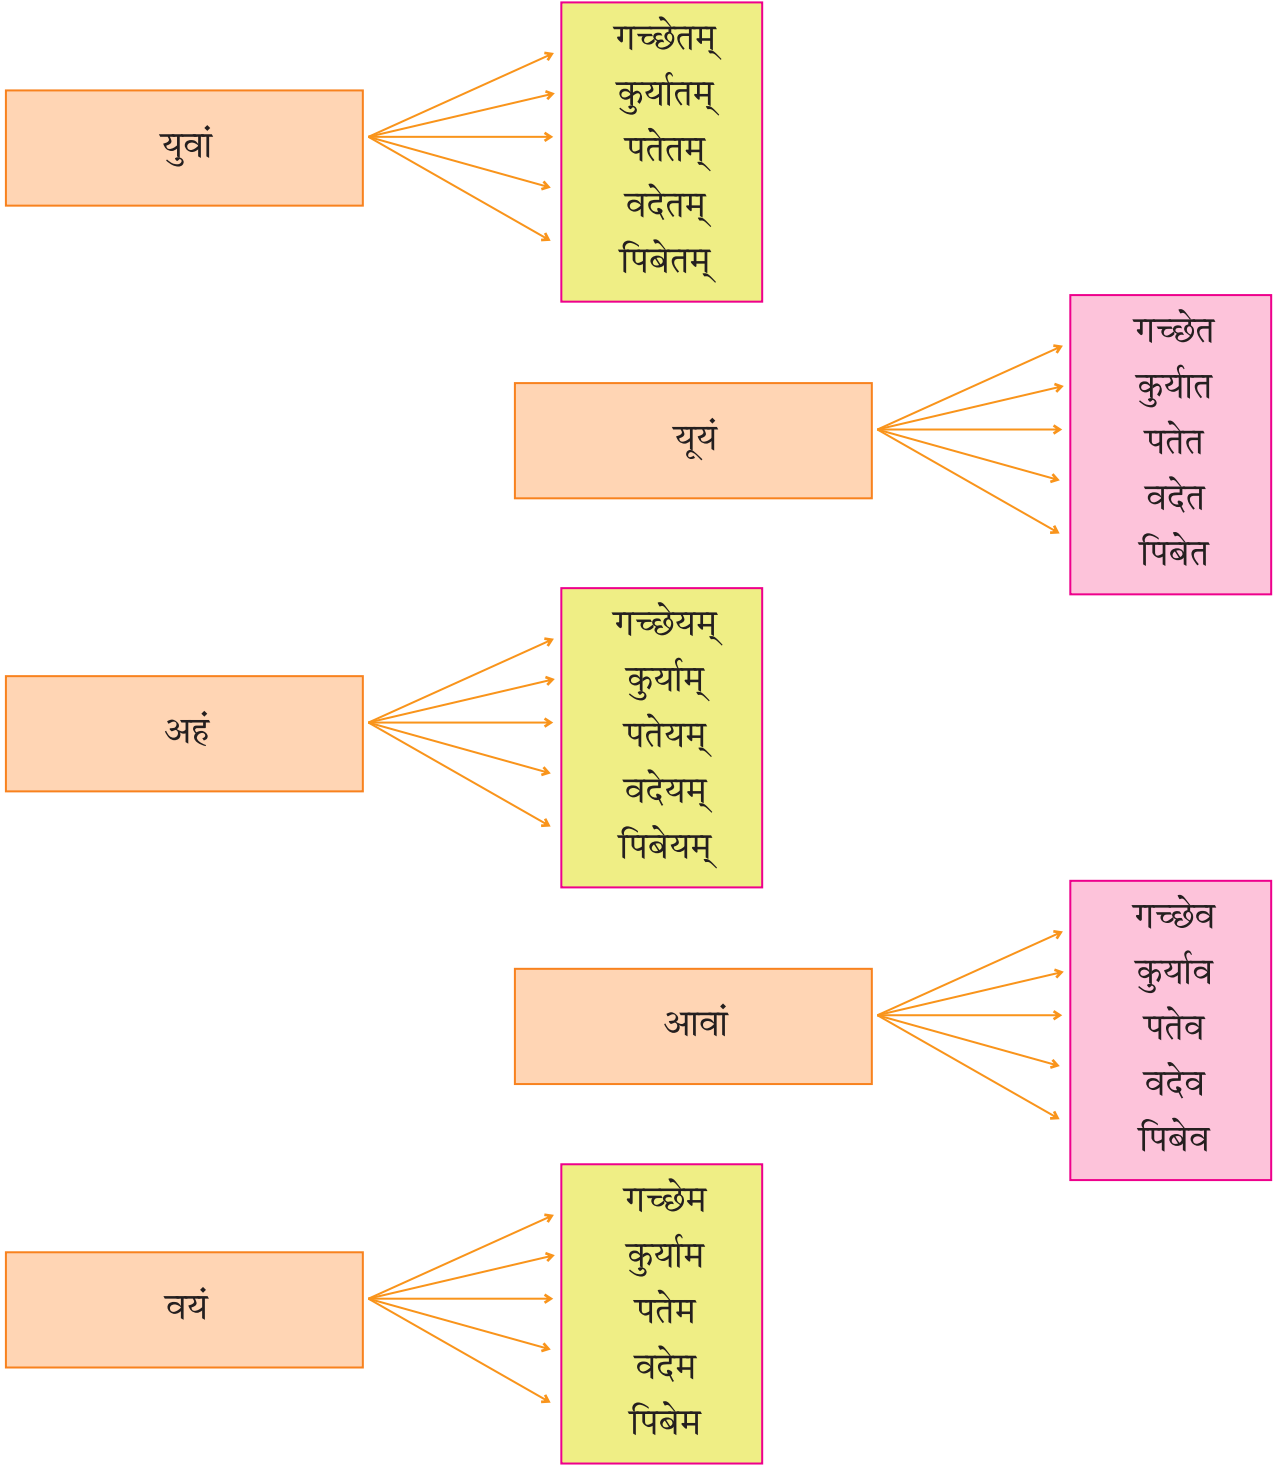 युवां
गच्छेतम्
कुर्यातम्
पतेतम्
वदेतम्
पिबेतम्
यूयं
गच्छेत
कुर्यात
पतेत
वदेत
पिबेत
अहं
गच्छेयम्
कुर्याम्
पतेयम्
वदेयम्
पिबेयम्
आवां
गच्छेव
कुर्याव
पतेव
वदेव
पिबेव
वयं
गच्छेम
कुर्याम
पतेम
वदेम
पिबेम